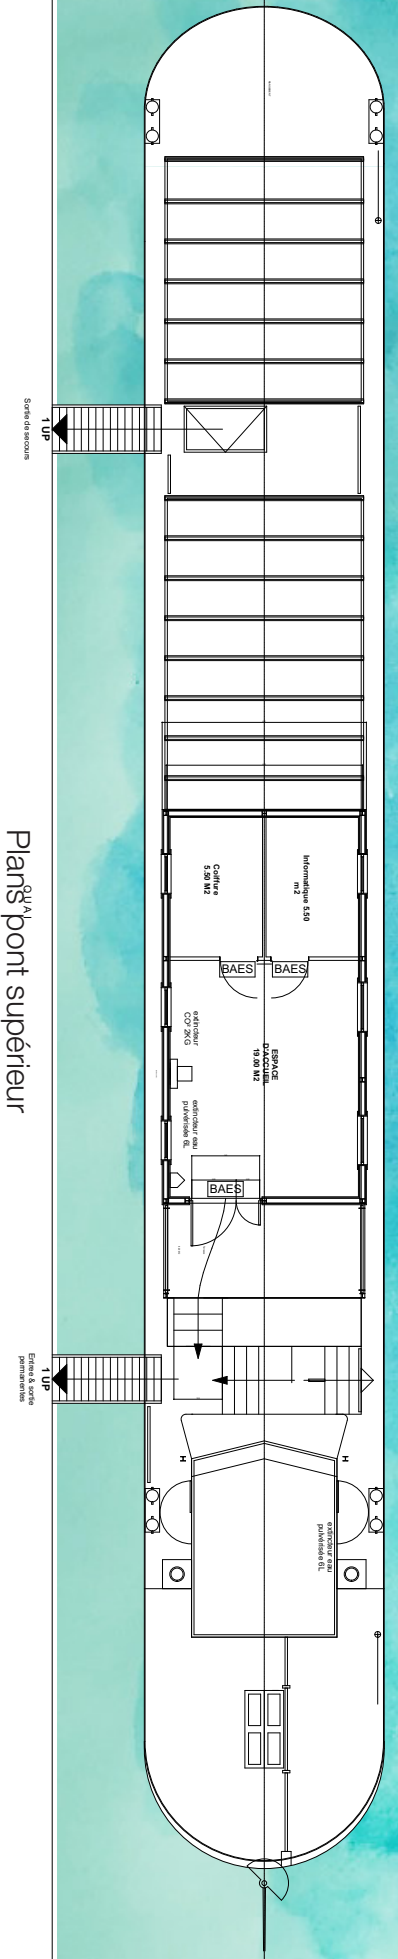 Sortie de secours
1 UP
Coiffure
5.50 M2
Informatique 5.50
m2
BAES
BAES
extincteur
CO² 2KG
ESPACE
D'ACCUEIL
19.00 M2
extincteur eau
pulvérisée 6L
BAES
QUAI
Plans pont supérieur
Entree & sortie
permanentes
1 UP
H
H
extincteur eau
pulvérisée 6L